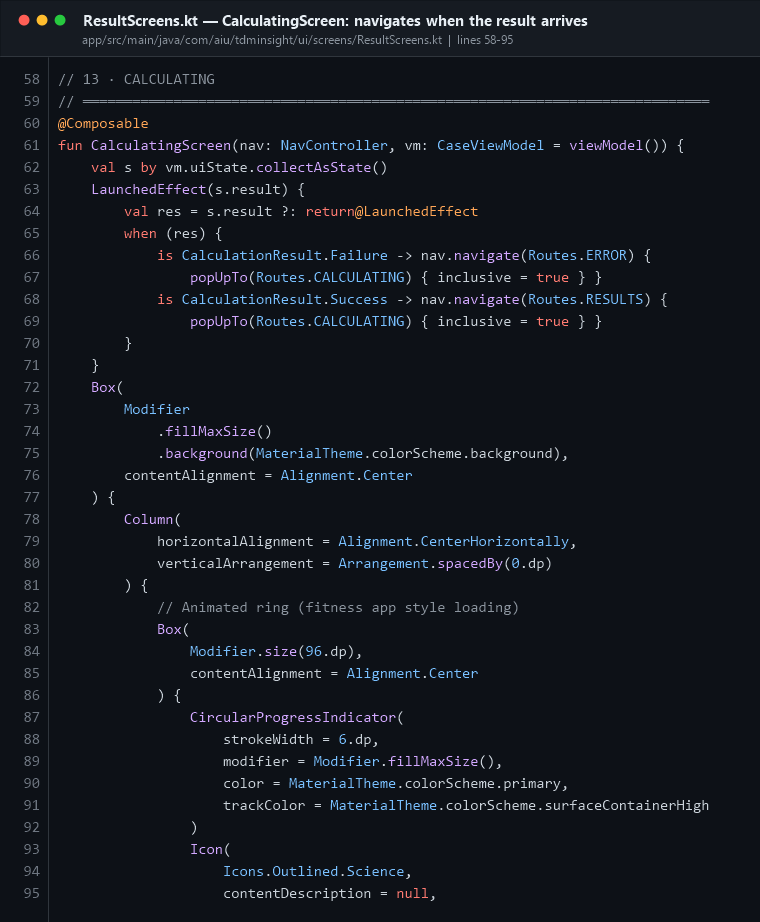 ResultScreens.kt — CalculatingScreen: navigates when the result arrives
app/src/main/java/com/aiu/tdminsight/ui/screens/ResultScreens.kt | lines 58-95
58 // 13 · CALCULATING
59 // ════════════════════════════════════════════════════════════════════════════
60 @Composable
61 fun CalculatingScreen(nav: NavController, vm: CaseViewModel = viewModel()) {
62     val s by vm.uiState.collectAsState()
63     LaunchedEffect(s.result) {
64         val res = s.result ?: return@LaunchedEffect
65         when (res) {
66             is CalculationResult.Failure -> nav.navigate(Routes.ERROR) {
67                 popUpTo(Routes.CALCULATING) { inclusive = true } }
68             is CalculationResult.Success -> nav.navigate(Routes.RESULTS) {
69                 popUpTo(Routes.CALCULATING) { inclusive = true } }
70         }
71     }
72     Box(
73         Modifier
74             .fillMaxSize()
75             .background(MaterialTheme.colorScheme.background),
76         contentAlignment = Alignment.Center
77     ) {
78         Column(
79             horizontalAlignment = Alignment.CenterHorizontally,
80             verticalArrangement = Arrangement.spacedBy(0.dp)
81         ) {
82             // Animated ring (fitness app style loading)
83             Box(
84                 Modifier.size(96.dp),
85                 contentAlignment = Alignment.Center
86             ) {
87                 CircularProgressIndicator(
88                     strokeWidth = 6.dp,
89                     modifier = Modifier.fillMaxSize(),
90                     color = MaterialTheme.colorScheme.primary,
91                     trackColor = MaterialTheme.colorScheme.surfaceContainerHigh
92                 )
93                 Icon(
94                     Icons.Outlined.Science,
95                     contentDescription = null,